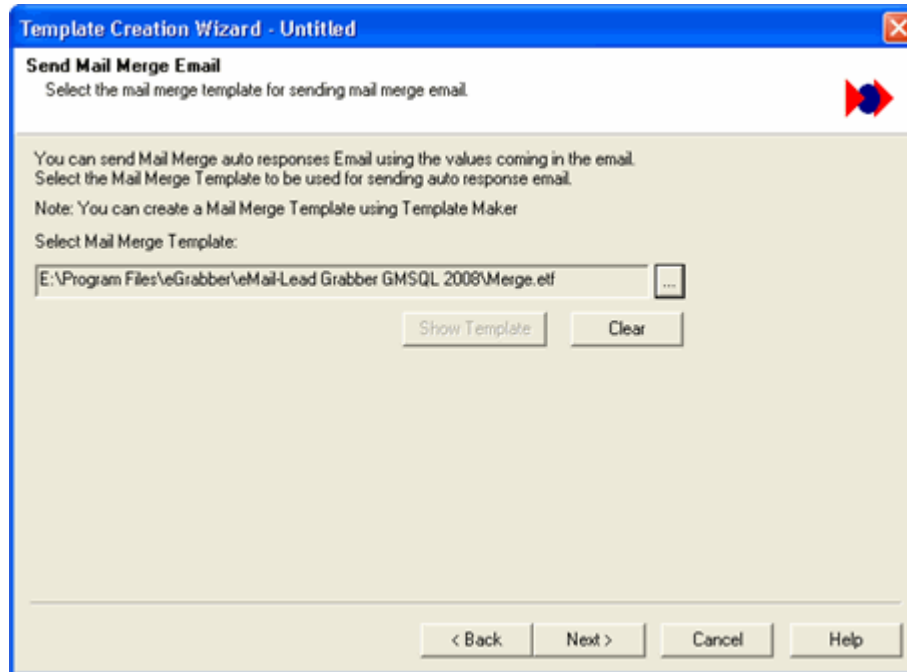 Template Creation Wizard - Untitled
Send Mail Merge Email
Select the mail merge template for sending mail merge email.
You can send Mail Merge auto responses Email using the values coming in the email.
Select the Mail Merge Template to be used for sending auto response email.
Note: You can create a Mail Merge Template using Template Maker
Select Mail Merge Template:
E:\Program Files\eGrabber\eMail-Lead Grabber GMSQL 2008\Merge.etf
...
Show Template
Clear
< Back
Next >
Cancel
Help